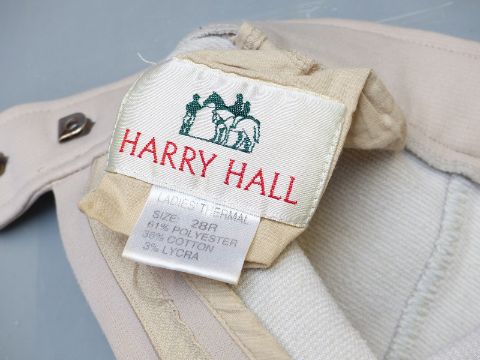 HARRY HALL
LADIES THERMAL
SIZE: 28R
61% POLYESTER
36% COTTON
3% LYCRA